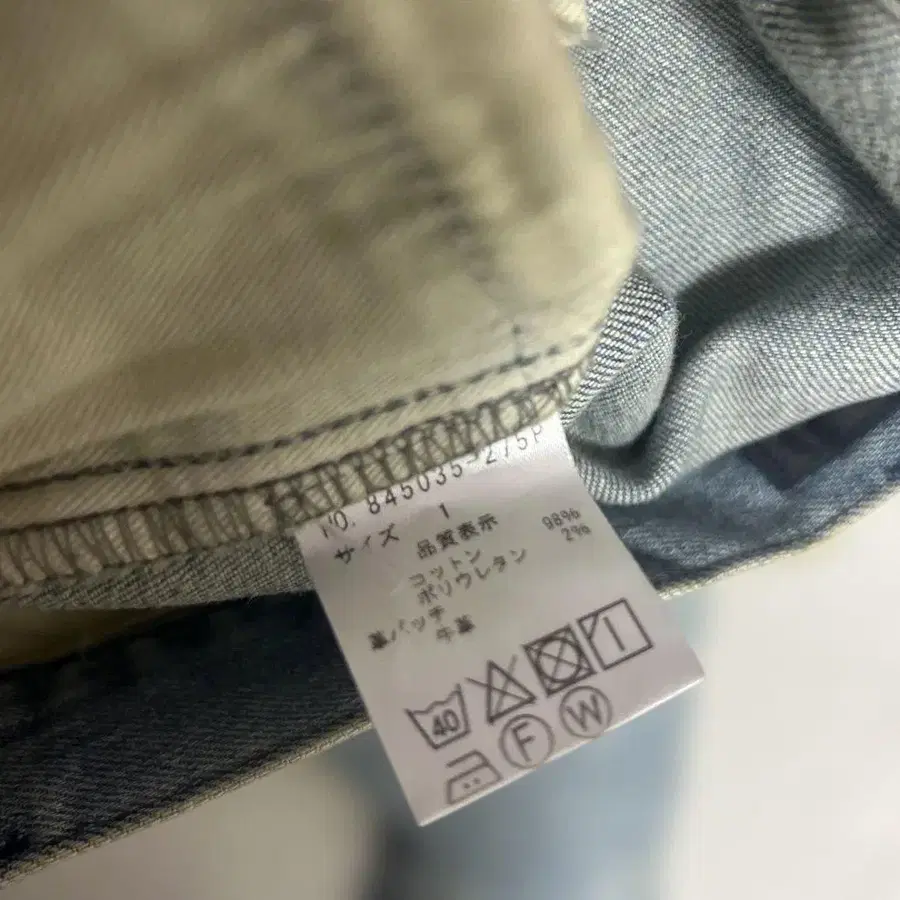 NO. 845035-275P
サイズ 1
品質表示
コットン 98%
ポリウレタン 2%
革パッチ
牛革
40
F W